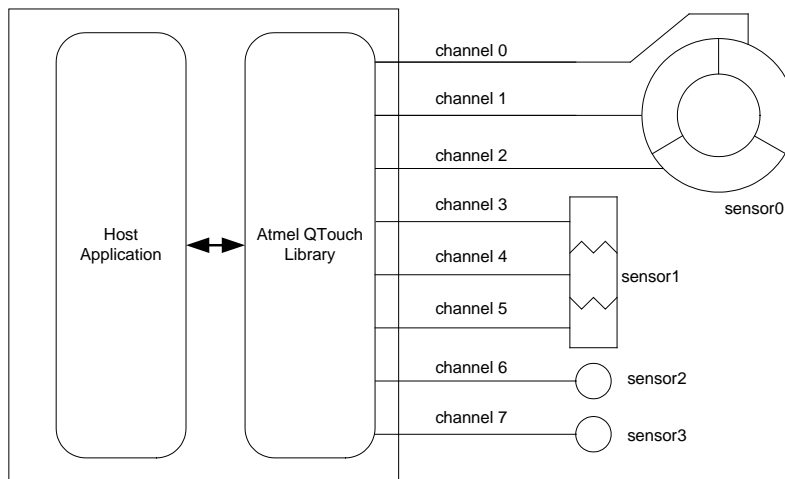 channel 0
channel 1
channel 2
sensor0
channel 3
Host
Application
Atmel QTouch
Library
channel 4
sensor1
channel 5
channel 6
sensor2
channel 7
sensor3